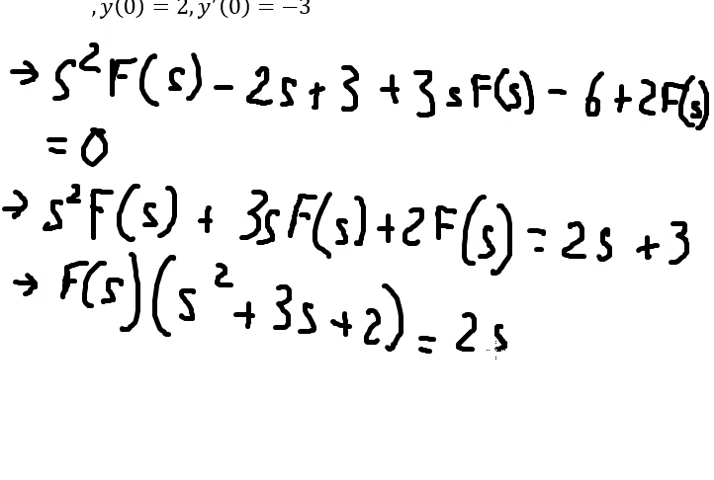 , y(0) = 2, y'(0) = −3
→ s²F(s) - 2s + 3 + 3sF(s) - 6 + 2F(s)
= 0
→ s²F(s) + 3sF(s) + 2F(s) = 2s + 3
→ F(s)(s² + 3s + 2) = 2s